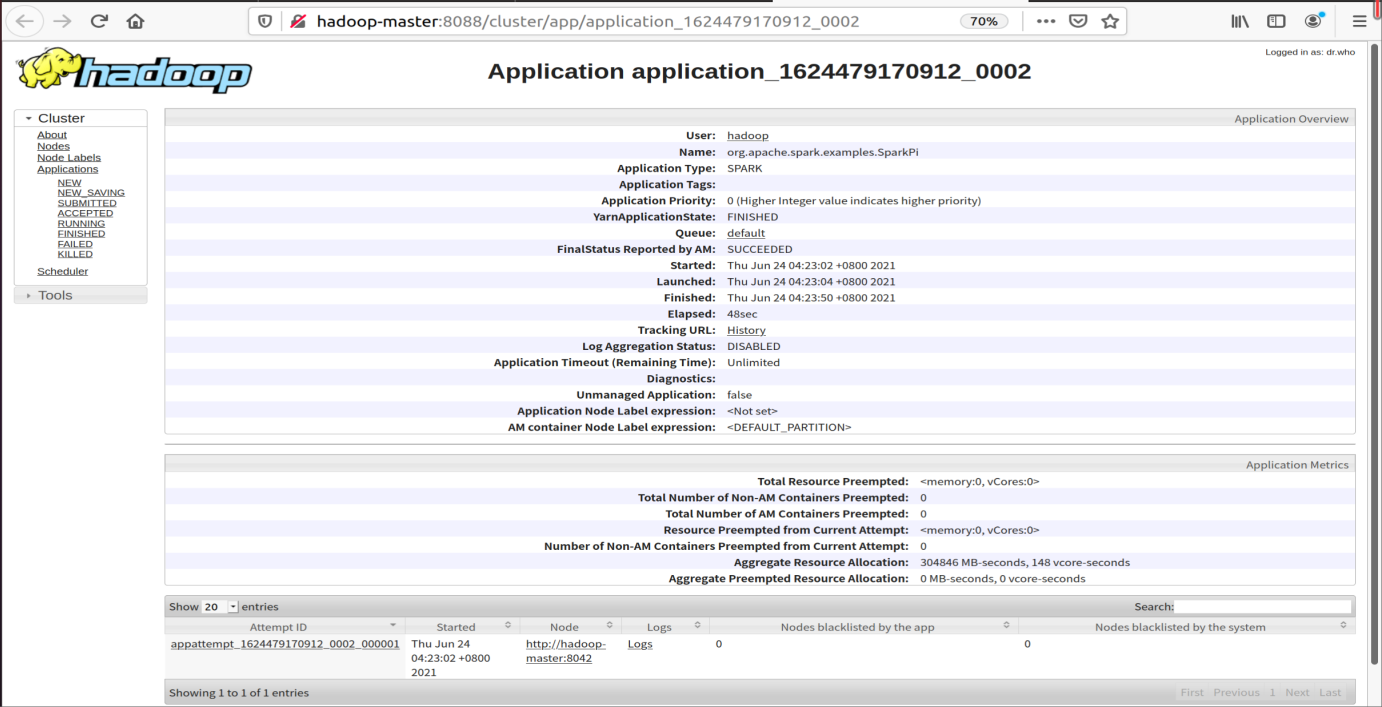 hadoop-master:8088/cluster/app/application_1624479170912_0002
70%
hadoop
Application application_1624479170912_0002
Logged in as: dr.who
Cluster
About
Nodes
Node Labels
Applications
NEW
NEW_SAVING
SUBMITTED
ACCEPTED
RUNNING
FINISHED
FAILED
KILLED
Scheduler
Tools
Application Overview
User: hadoop
Name: org.apache.spark.examples.SparkPi
Application Type: SPARK
Application Tags:
Application Priority: 0 (Higher Integer value indicates higher priority)
YarnApplicationState: FINISHED
Queue: default
FinalStatus Reported by AM: SUCCEEDED
Started: Thu Jun 24 04:23:02 +0800 2021
Launched: Thu Jun 24 04:23:04 +0800 2021
Finished: Thu Jun 24 04:23:50 +0800 2021
Elapsed: 48sec
Tracking URL: History
Log Aggregation Status: DISABLED
Application Timeout (Remaining Time): Unlimited
Diagnostics:
Unmanaged Application: false
Application Node Label expression: <Not set>
AM container Node Label expression: <DEFAULT_PARTITION>
Application Metrics
Total Resource Preempted: <memory:0, vCores:0>
Total Number of Non-AM Containers Preempted: 0
Total Number of AM Containers Preempted: 0
Resource Preempted from Current Attempt: <memory:0, vCores:0>
Number of Non-AM Containers Preempted from Current Attempt: 0
Aggregate Resource Allocation: 304846 MB-seconds, 148 vcore-seconds
Aggregate Preempted Resource Allocation: 0 MB-seconds, 0 vcore-seconds
Show 20 entries Search:
Attempt ID Started Node Logs Nodes blacklisted by the app Nodes blacklisted by the system
appattempt_1624479170912_0002_000001 Thu Jun 24 http://hadoop- Logs 0 0
04:23:02 +0800 master:8042
2021
Showing 1 to 1 of 1 entries First Previous 1 Next Last